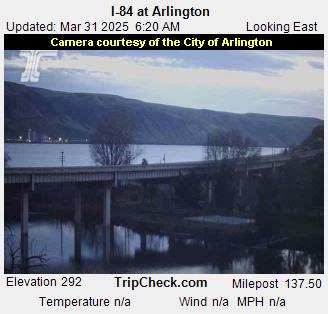 I-84 at Arlington
Updated: Mar 31 2025 6:20 AM Looking East
Camera courtesy of the City of Arlington
Elevation 292 TripCheck.com Milepost 137.50
Temperature n/a Wind n/a MPH n/a